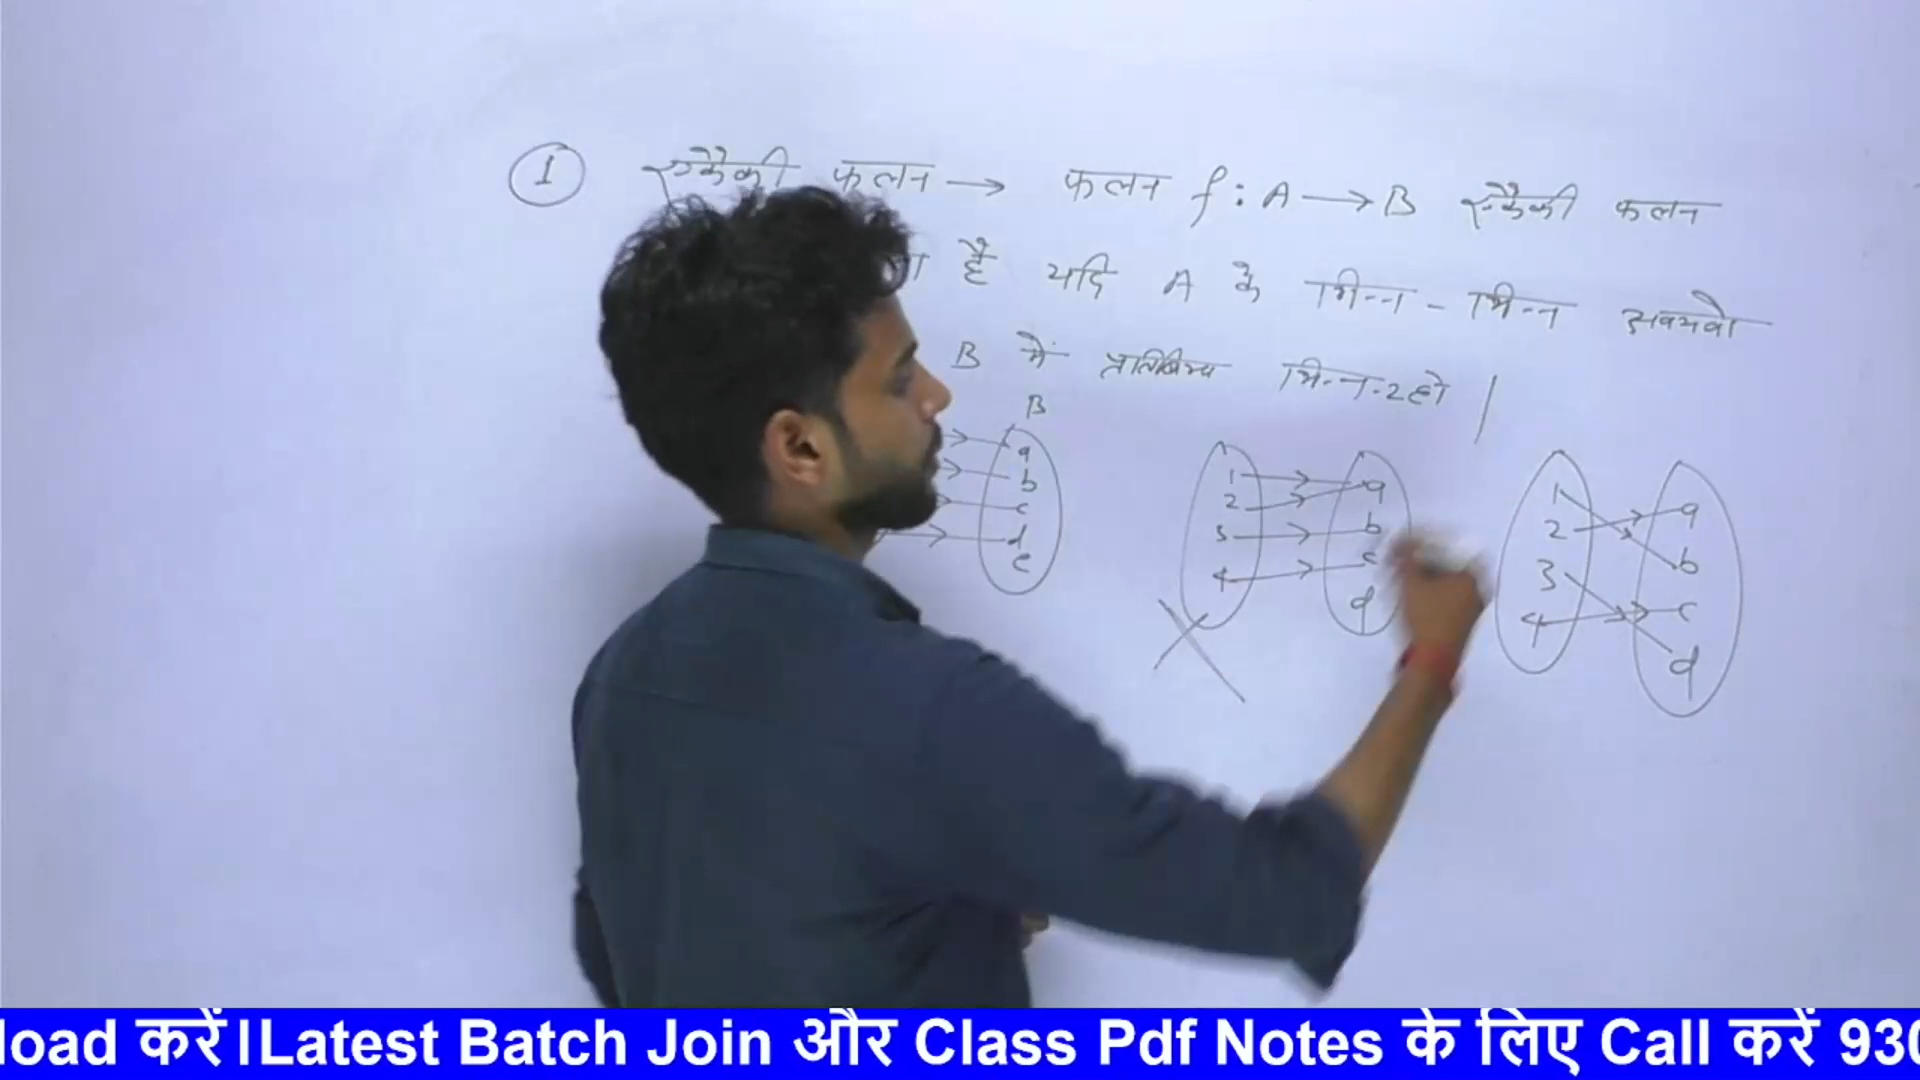 ① एकैकी फलन → फलन f : A → B एकैकी फलन
है यदि A के भिन्न - भिन्न अवयवो
B में प्रतिबिम्ब भिन्न-2 हो |
B
a
b
c
d
e
1
2
3
4
a
b
c
d
1
2
3
4
a
b
c
d
load करें।Latest Batch Join और Class Pdf Notes के लिए Call करें 930